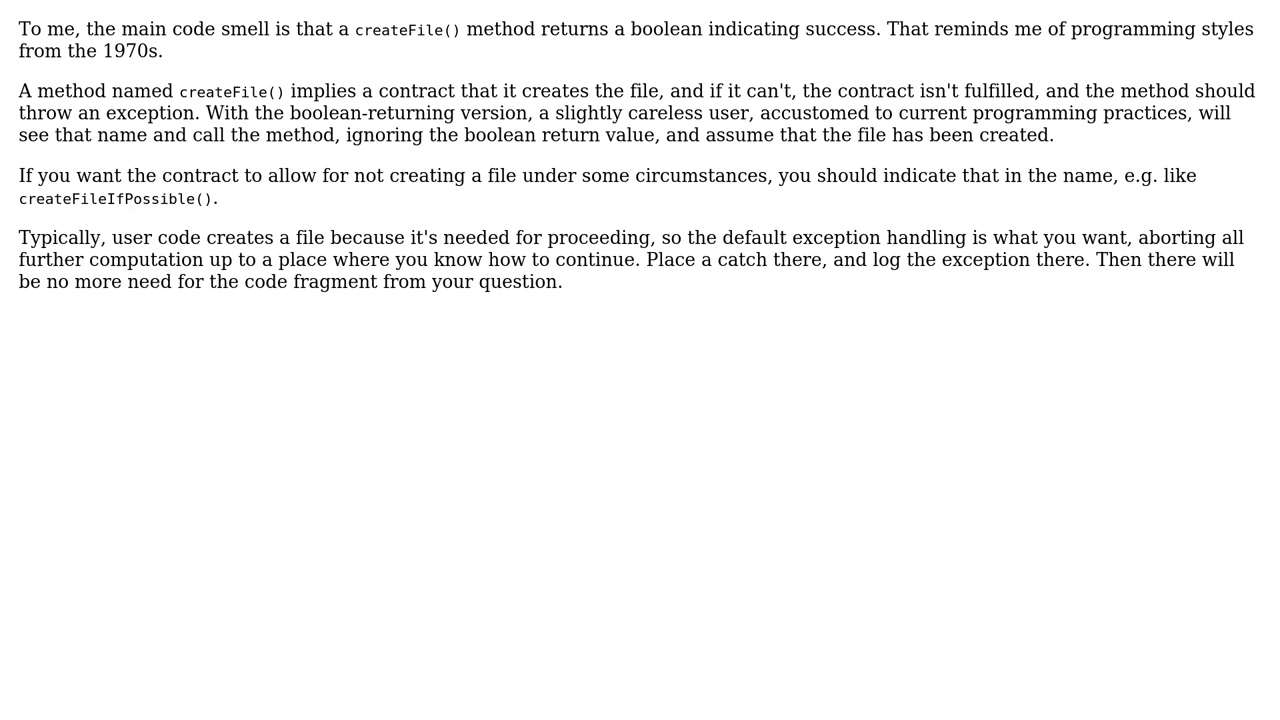 To me, the main code smell is that a createFile() method returns a boolean indicating success. That reminds me of programming styles
from the 1970s.
A method named createFile() implies a contract that it creates the file, and if it can't, the contract isn't fulfilled, and the method should
throw an exception. With the boolean-returning version, a slightly careless user, accustomed to current programming practices, will
see that name and call the method, ignoring the boolean return value, and assume that the file has been created.
If you want the contract to allow for not creating a file under some circumstances, you should indicate that in the name, e.g. like
createFileIfPossible().
Typically, user code creates a file because it's needed for proceeding, so the default exception handling is what you want, aborting all
further computation up to a place where you know how to continue. Place a catch there, and log the exception there. Then there will
be no more need for the code fragment from your question.